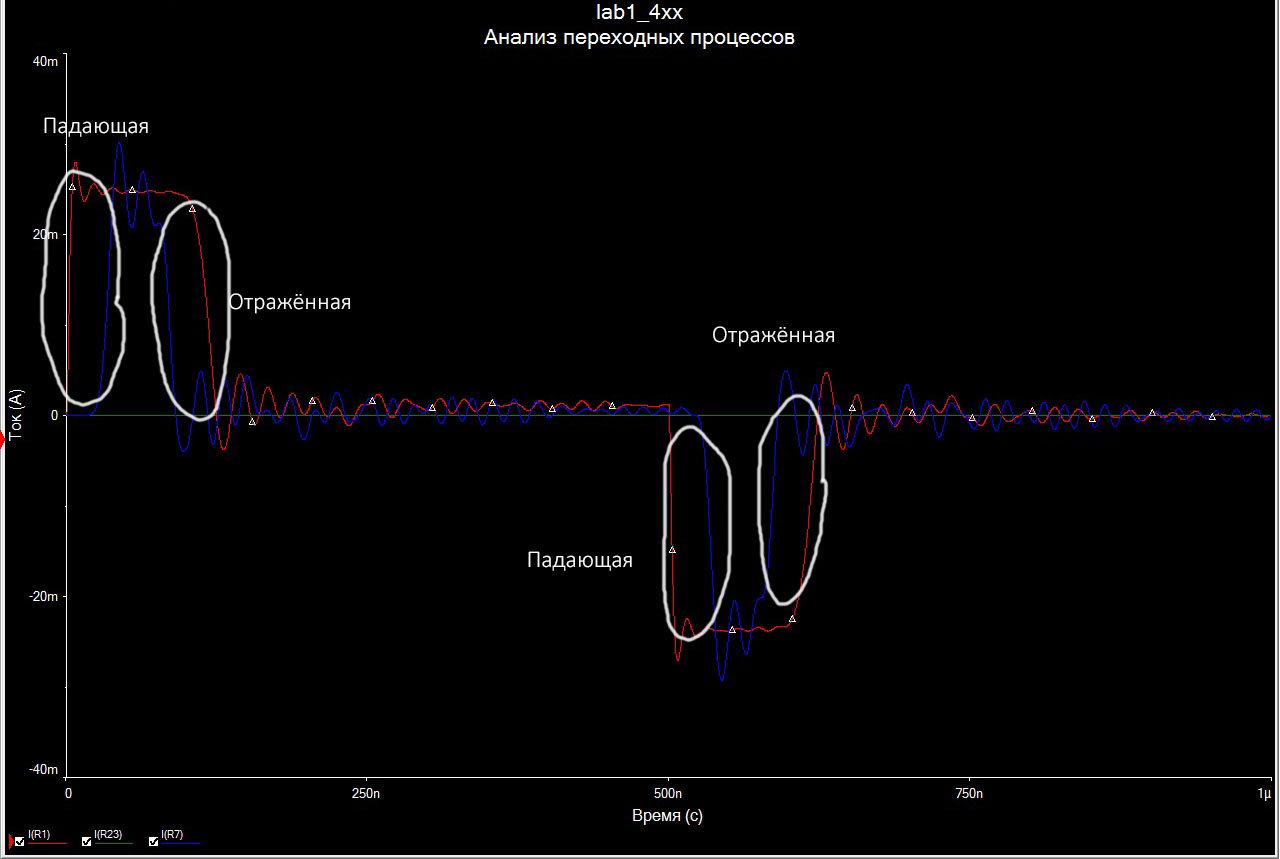 lab1_4xx
Анализ переходных процессов
40m
Падающая
20m
Отражённая
Отражённая
0
Ток (А)
Падающая
-20m
-40m
0
250n
500n
750n
1µ
Время (с)
I(R1)
I(R23)
I(R7)